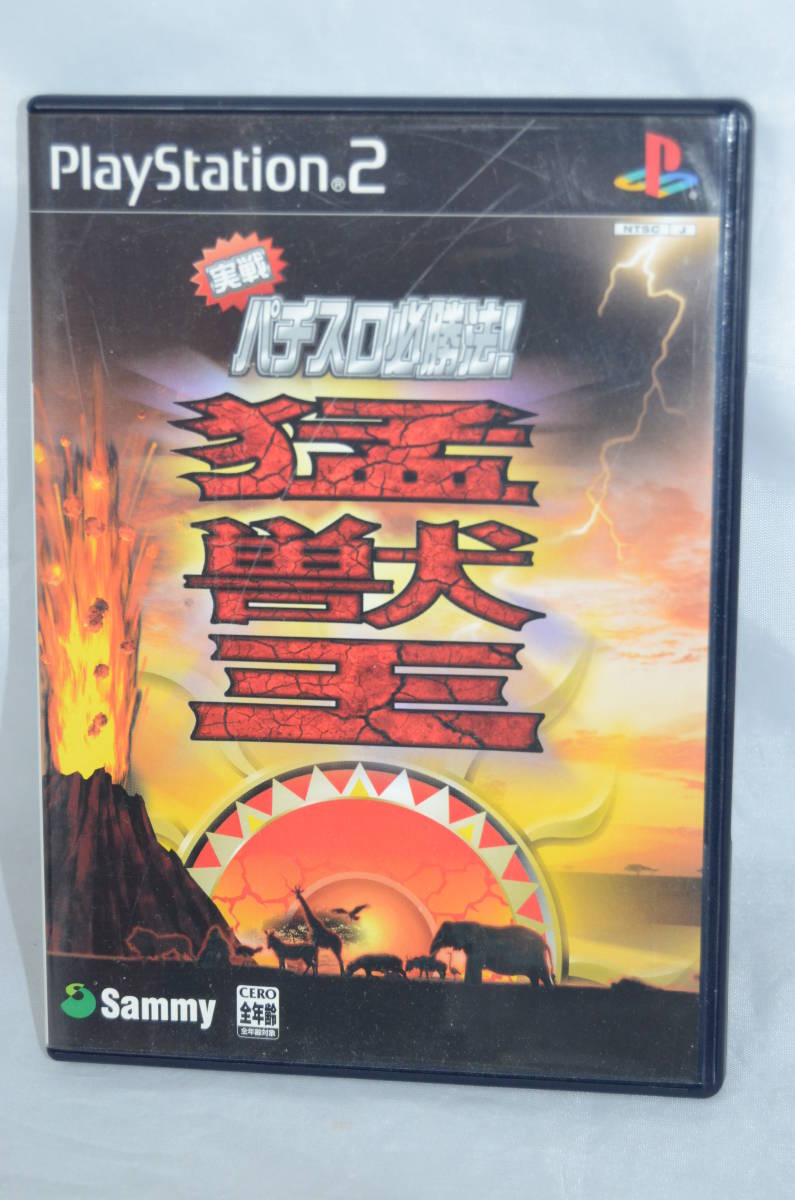 PlayStation®2
NTSC J
実戦
パチスロ必勝法!
猛
獣
王
Sammy
CERO
全年齢
全年齢対象